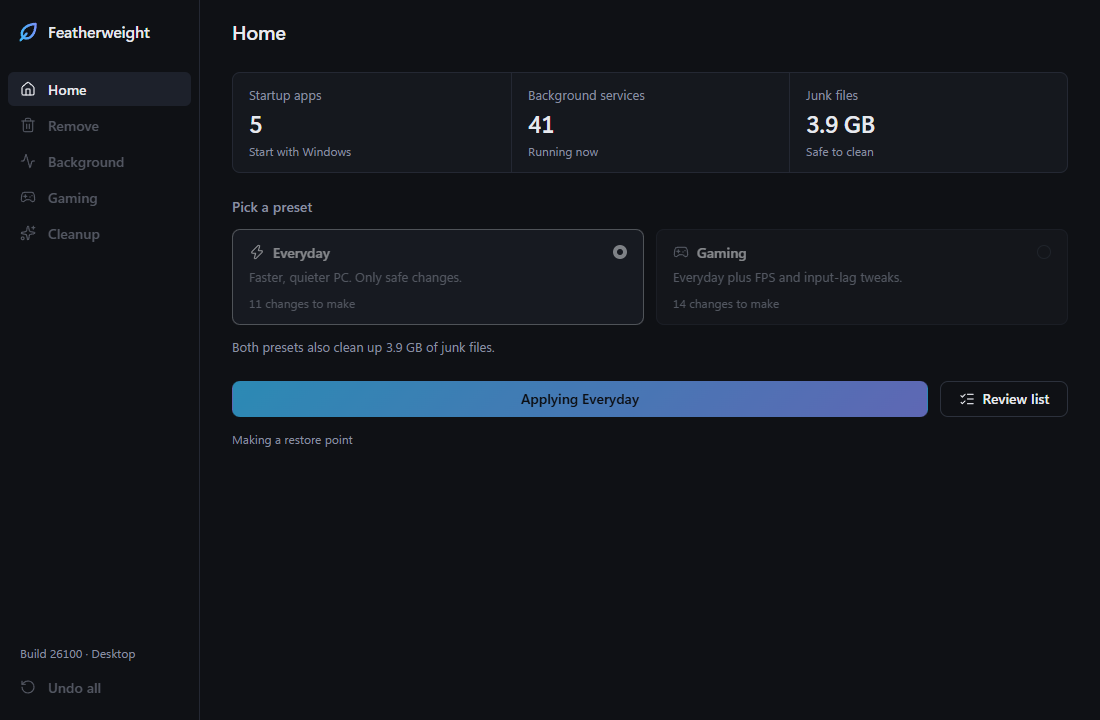 Featherweight
Home
Remove
Background
Gaming
Cleanup
Build 26100 · Desktop
Undo all
Home
Startup apps
5
Start with Windows
Background services
41
Running now
Junk files
3.9 GB
Safe to clean
Pick a preset
Everyday
Faster, quieter PC. Only safe changes.
11 changes to make
Gaming
Everyday plus FPS and input-lag tweaks.
14 changes to make
Both presets also clean up 3.9 GB of junk files.
Applying Everyday
Review list
Making a restore point